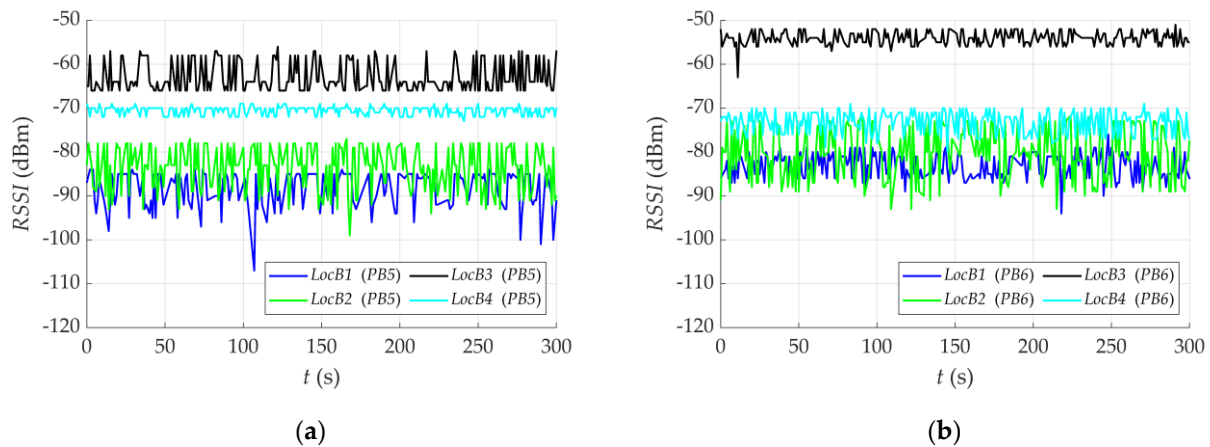 -50
-60
-70
-80
-90
-100
-110
-120
RSSI (dBm)
LocB1 (PB5) LocB3 (PB5)
LocB2 (PB5) LocB4 (PB5)
0 50 100 150 200 250 300
t (s)
(a)
-50
-60
-70
-80
-90
-100
-110
-120
RSSI (dBm)
LocB1 (PB6) LocB3 (PB6)
LocB2 (PB6) LocB4 (PB6)
0 50 100 150 200 250 300
t (s)
(b)